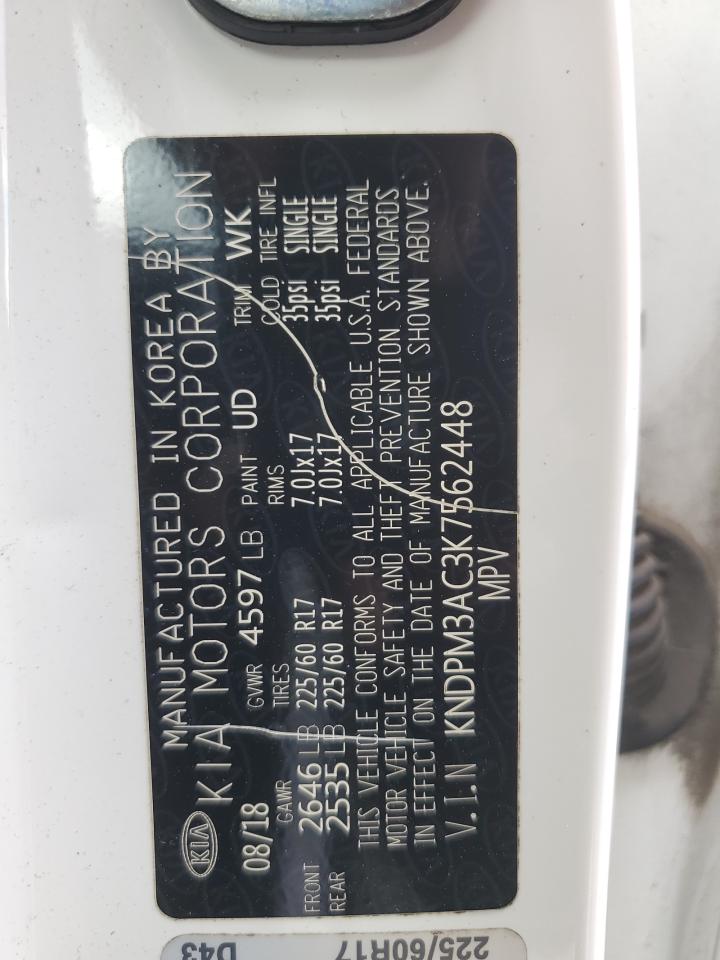 KIA
MANUFACTURED IN KOREA BY
KIA MOTORS CORPORATION
08/18 GVWR 4597 LB PAINT UD TRIM WK
GAWR TIRES RIMS COLD TIRE INFL
FRONT 2646 LB 225/60 R17 7.0Jx17 35psi SINGLE
REAR 2535 LB 225/60 R17 7.0Jx17 35psi SINGLE
THIS VEHICLE CONFORMS TO ALL APPLICABLE U.S.A. FEDERAL
MOTOR VEHICLE SAFETY AND THEFT PREVENTION STANDARDS
IN EFFECT ON THE DATE OF MANUFACTURE SHOWN ABOVE.
V.I.N KNDPM3AC3K7562448
MPV
D43
225/60R17